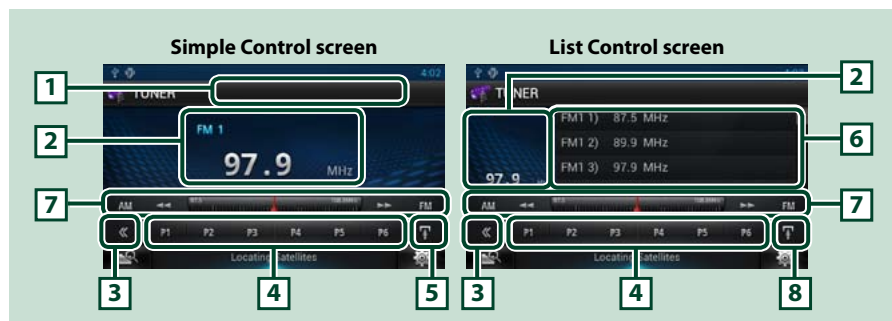 Simple Control screen
List Control screen
4:02
TUNER
FM 1
97.9 MHz
AM
FM
P1 P2 P3 P4 P5 P6
Locating Satellites
1
2
7
3
4
5
TUNER
97.9
FM1 1) 87.5 MHz
FM1 2) 89.9 MHz
FM1 3) 97.9 MHz
AM
FM
P1 P2 P3 P4 P5 P6
Locating Satellites
2
6
7
3
4
8